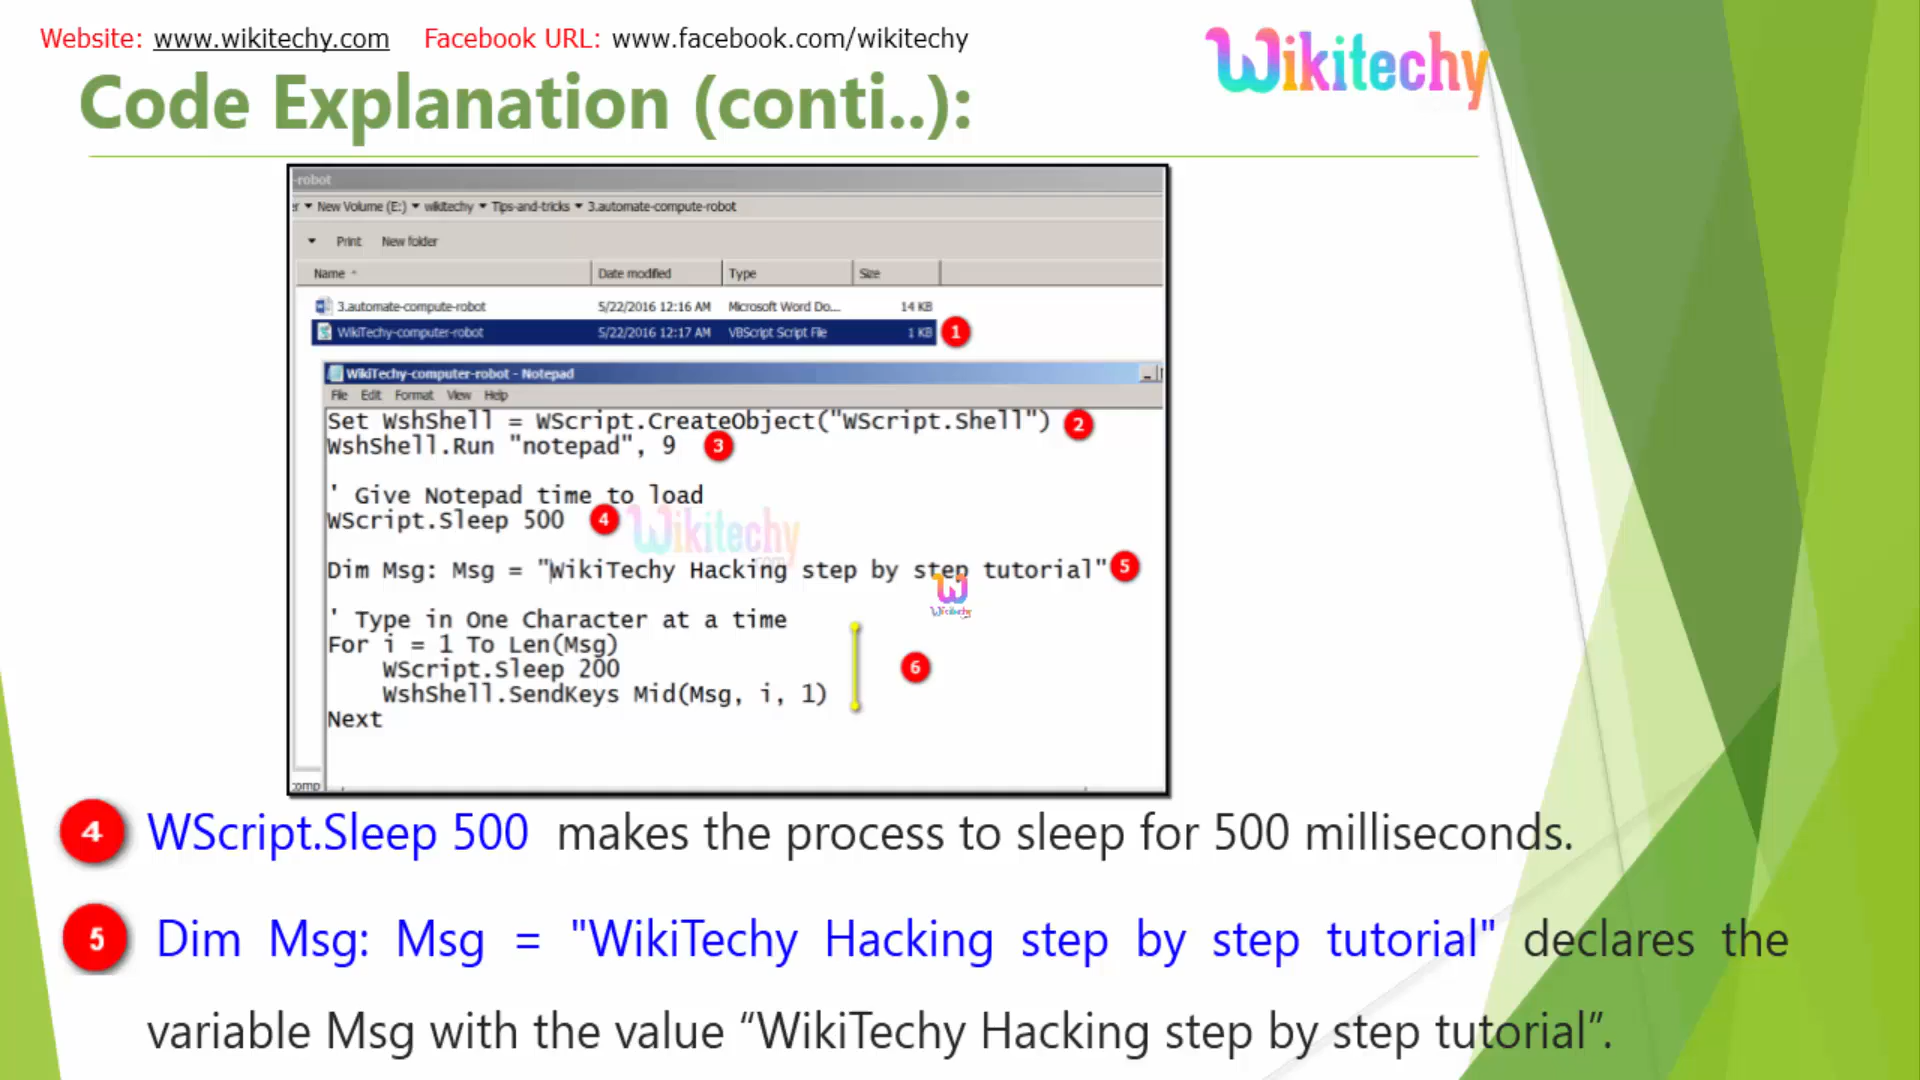 Website: www.wikitechy.com Facebook URL: www.facebook.com/wikitechy
Wikitechy
Code Explanation (conti..):
-robot
New Volume (E:) wikitechy Tips-and-tricks 3.automate-compute-robot
Print New folder
Name Date modified Type Size
3.automate-compute-robot 5/22/2016 12:16 AM Microsoft Word Do... 14 KB
WikiTechy-computer-robot 5/22/2016 12:17 AM VBScript Script File 1 KB 1
WikiTechy-computer-robot - Notepad
File Edit Format View Help
Set WshShell = WScript.CreateObject("WScript.Shell") 2
WshShell.Run "notepad", 9 3
' Give Notepad time to load
WScript.Sleep 500 4
Wikitechy
.com
Dim Msg: Msg = "WikiTechy Hacking step by step tutorial" 5
W
Wikitechy
' Type in One Character at a time
For i = 1 To Len(Msg)
WScript.Sleep 200 6
WshShell.SendKeys Mid(Msg, i, 1)
Next
comp
4 WScript.Sleep 500 makes the process to sleep for 500 milliseconds.
5 Dim Msg: Msg = "WikiTechy Hacking step by step tutorial" declares the
variable Msg with the value “WikiTechy Hacking step by step tutorial”.